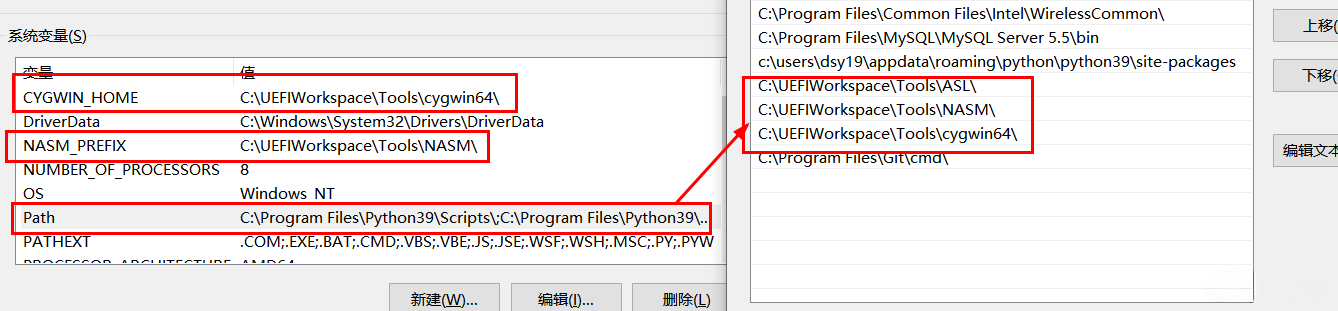 系统变量(S)
变量 值
CYGWIN_HOME C:\UEFIWorkspace\Tools\cygwin64\
DriverData C:\Windows\System32\Drivers\DriverData
NASM_PREFIX C:\UEFIWorkspace\Tools\NASM\
NUMBER_OF_PROCESSORS 8
OS Windows_NT
Path C:\Program Files\Python39\Scripts\;C:\Program Files\Python39\...
PATHEXT .COM;.EXE;.BAT;.CMD;.VBS;.VBE;.JS;.JSE;.WSF;.WSH;.MSC;.PY;.PYW
PROCESSOR_ARCHITECTURE AMD64
新建(W)...
编辑(I)...
删除(L)
C:\Program Files\Common Files\Intel\WirelessCommon\
C:\Program Files\MySQL\MySQL Server 5.5\bin
c:\users\dsy19\appdata\roaming\python\python39\site-packages
C:\UEFIWorkspace\Tools\ASL\
C:\UEFIWorkspace\Tools\NASM\
C:\UEFIWorkspace\Tools\cygwin64\
C:\Program Files\Git\cmd\
上移(
下移(
编辑文本